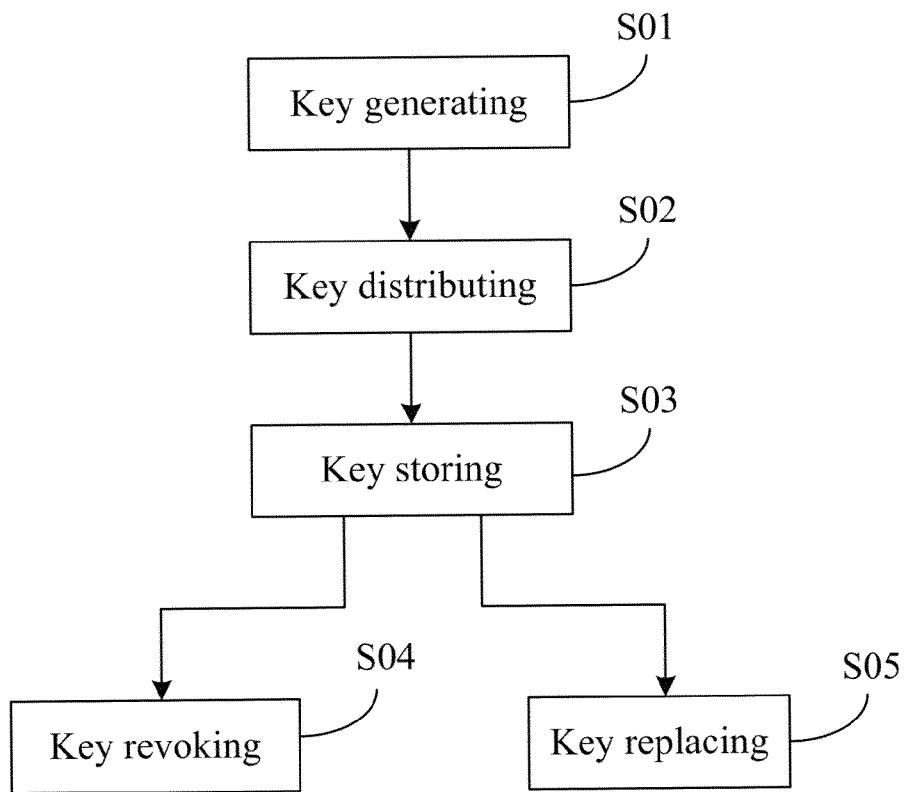 S01
Key generating
S02
Key distributing
S03
Key storing
S04
Key revoking
S05
Key replacing